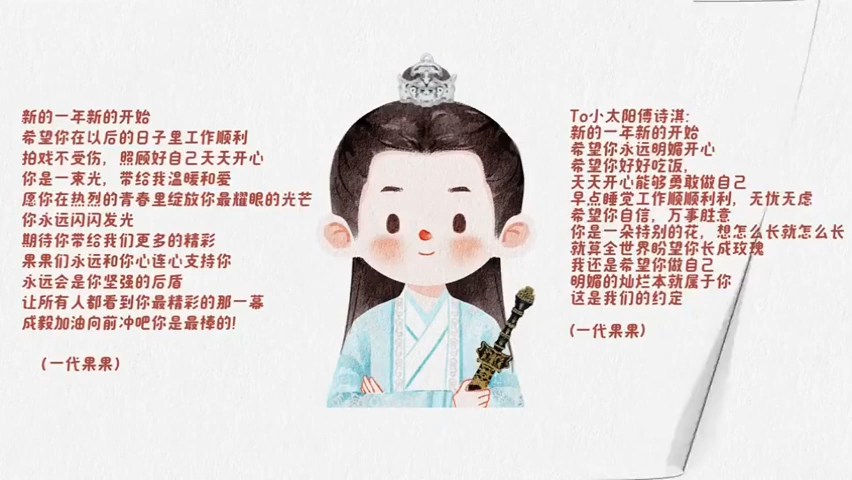 新的一年新的开始
希望你在以后的日子里工作顺利
拍戏不受伤，照顾好自己天天开心
你是一束光，带给我温暖和爱
愿你在热烈的青春里绽放你最耀眼的光芒
你永远闪闪发光
期待你带给我们更多的精彩
果果们永远和你心连心支持你
永远会是你坚强的后盾
让所有人都看到你最精彩的那一幕
成毅加油向前冲吧你是最棒的!
(一代果果)
To小太阳傅诗淇:
新的一年新的开始
希望你永远明媚开心
希望你好好吃饭,
天天开心能够勇敢做自己
早点睡觉工作顺顺利利，无忧无虑
希望你自信，万事胜意
你是一朵特别的花，想怎么长就怎么长
就算全世界盼望你长成玫瑰
我还是希望你做自己
明媚的灿烂本就属于你
这是我们的约定
(一代果果)